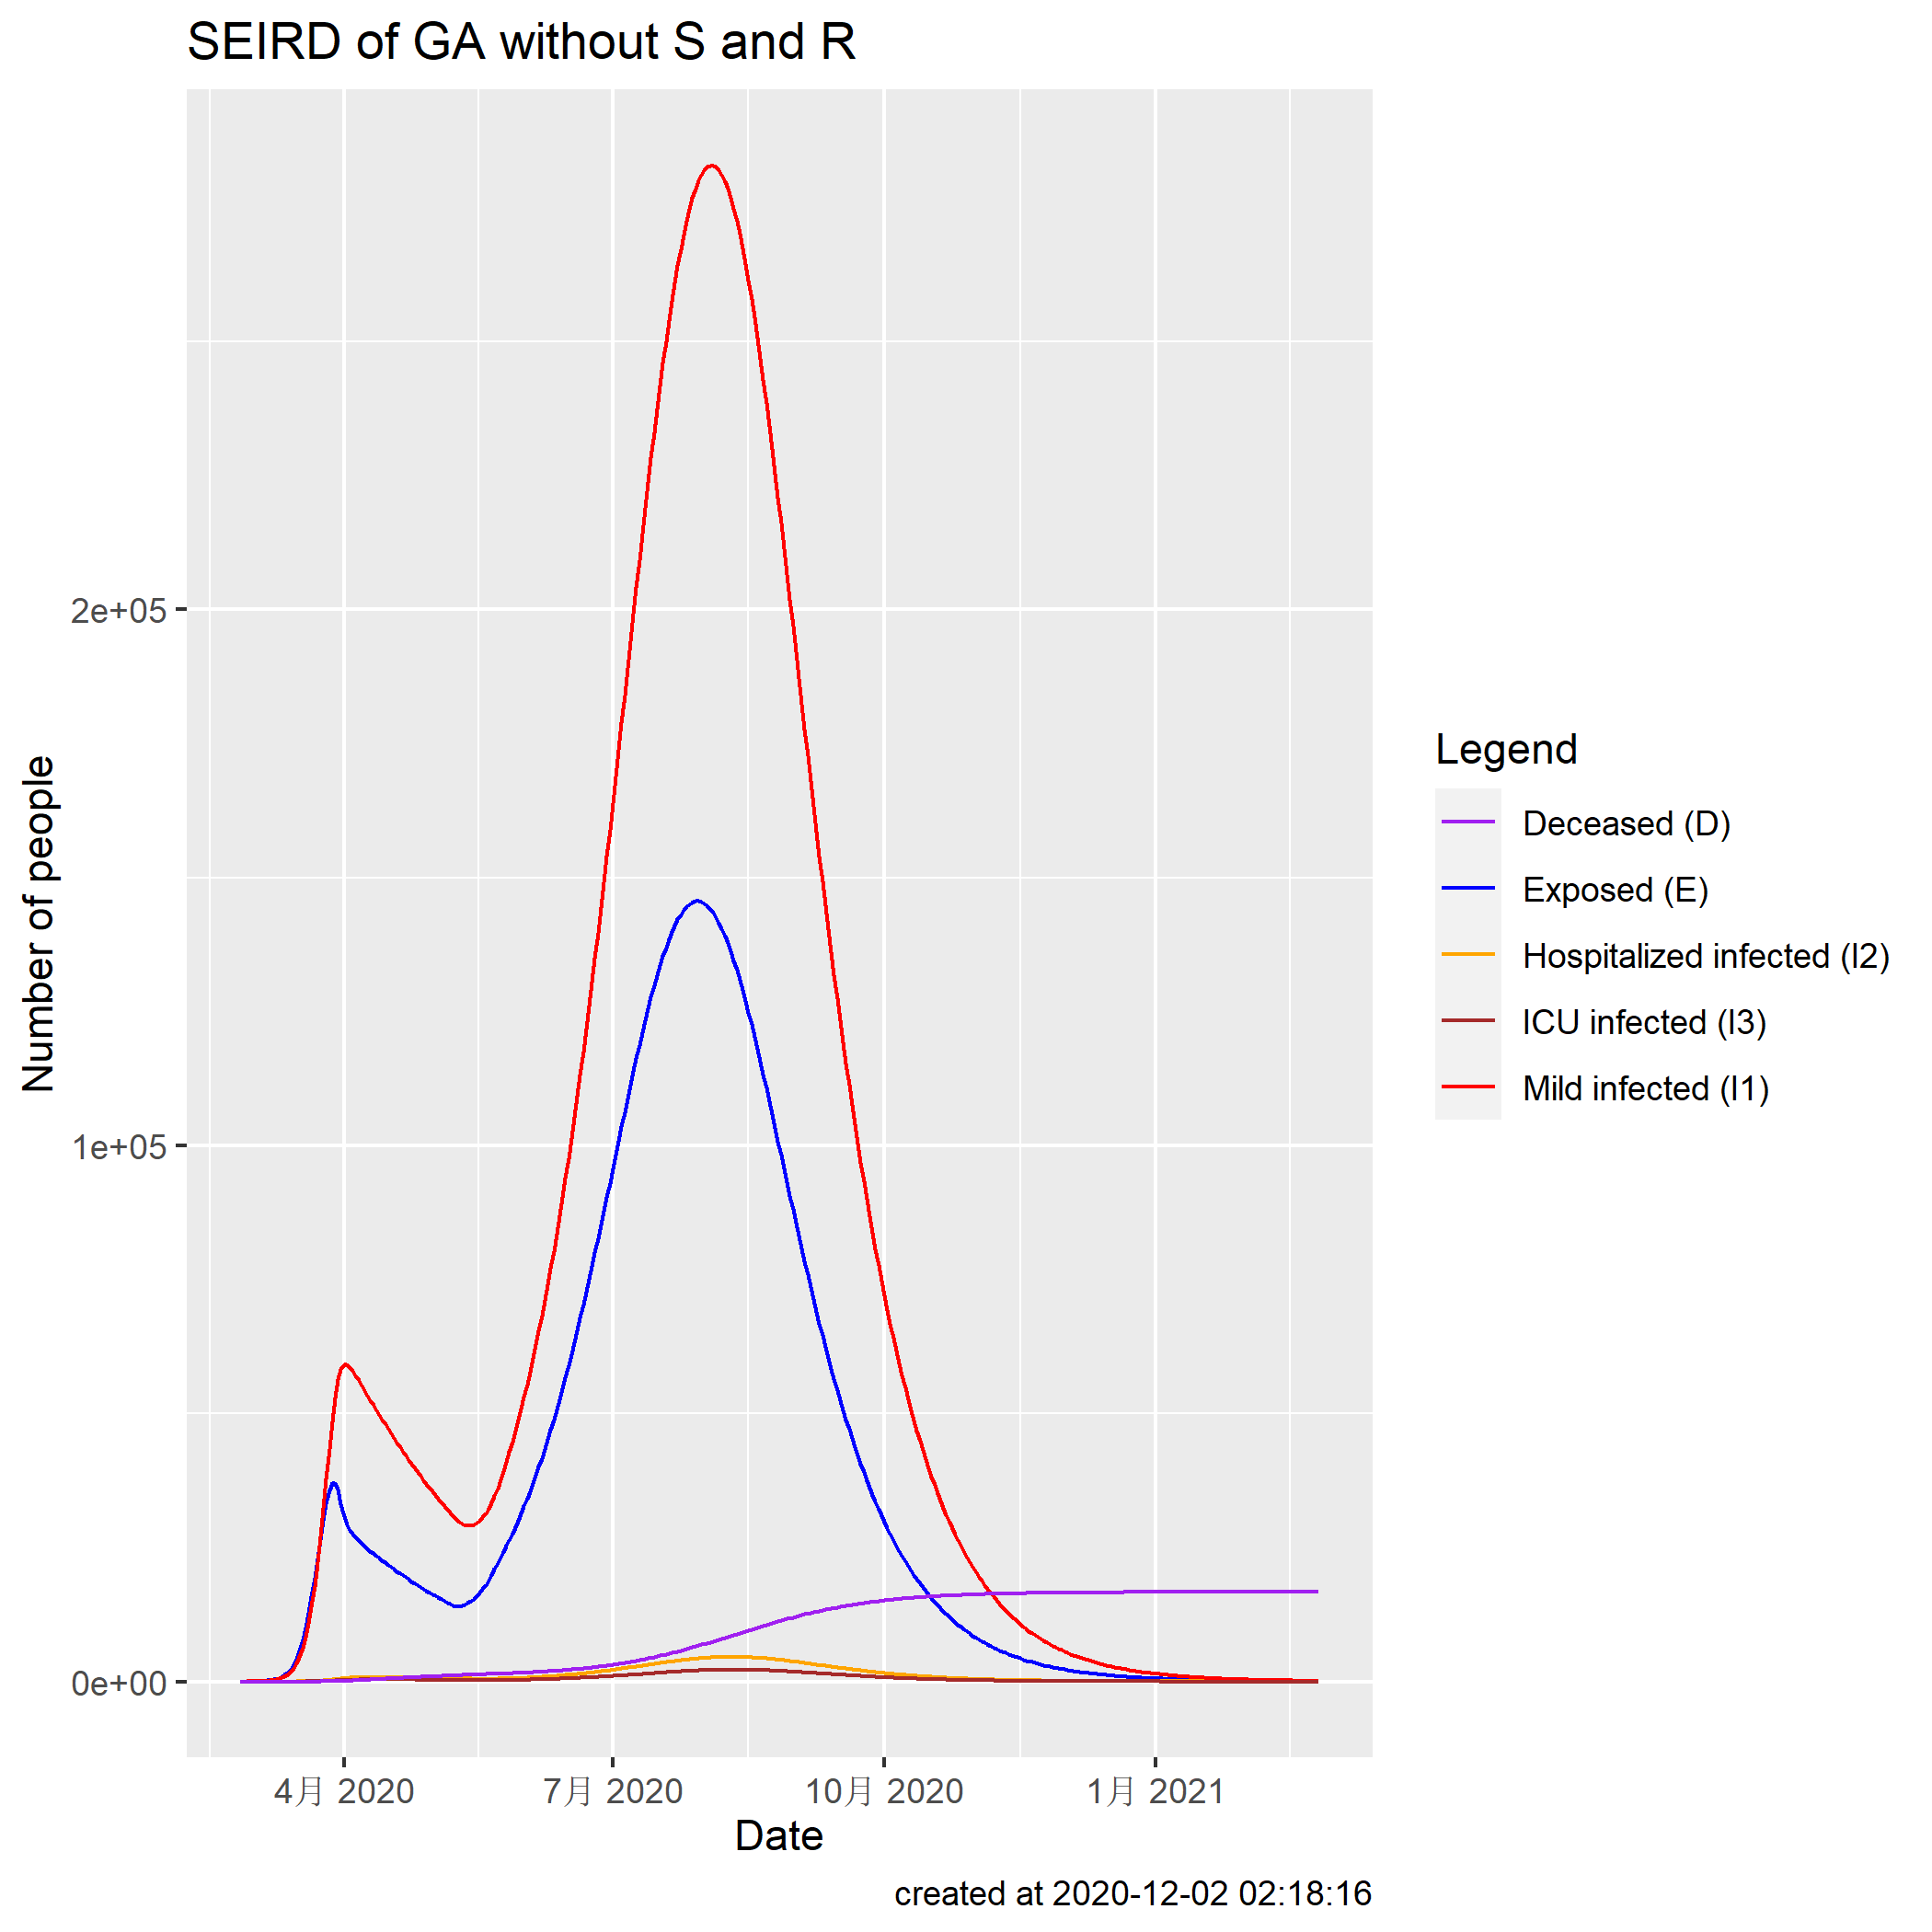 SEIRD of GA without S and R
Number of people
2e+05
1e+05
0e+00
4月 2020
7月 2020
10月 2020
1月 2021
Date
Legend
Deceased (D)
Exposed (E)
Hospitalized infected (I2)
ICU infected (I3)
Mild infected (I1)
created at 2020-12-02 02:18:16